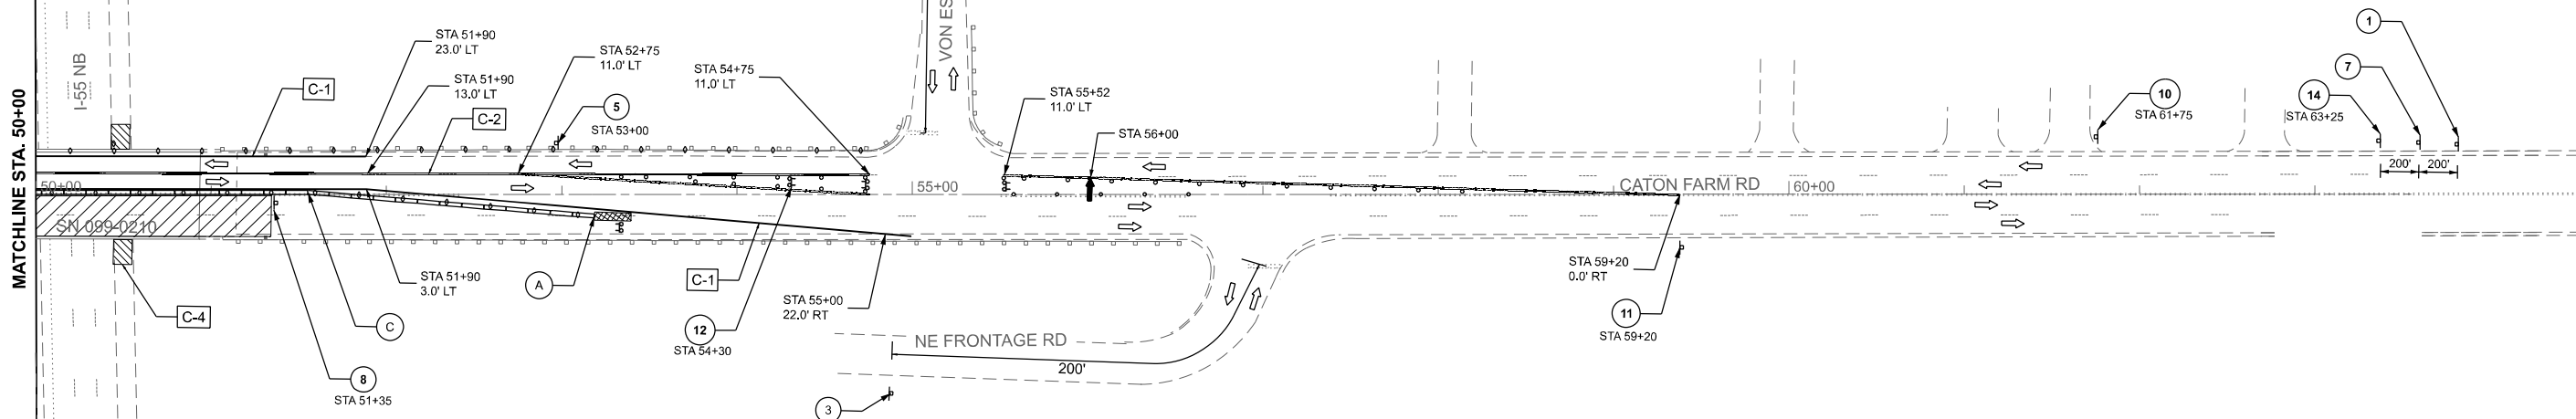 MATCHLINE STA. 50+00
I-55 NB
C-1
STA 51+90
23.0' LT
STA 51+90
13.0' LT
C-2
STA 52+75
11.0' LT
5
STA 53+00
STA 54+75
11.0' LT
VON ES
STA 55+52
11.0' LT
STA 56+00
10
STA 61+75
14
STA 63+25
7
1
200'
200'
50+00
55+00
CATON FARM RD
60+00
SN 099-0210
C-4
8
STA 51+35
C
STA 51+90
3.0' LT
A
C-1
12
STA 54+30
STA 55+00
22.0' RT
NE FRONTAGE RD
200'
3
STA 59+20
0.0' RT
11
STA 59+20